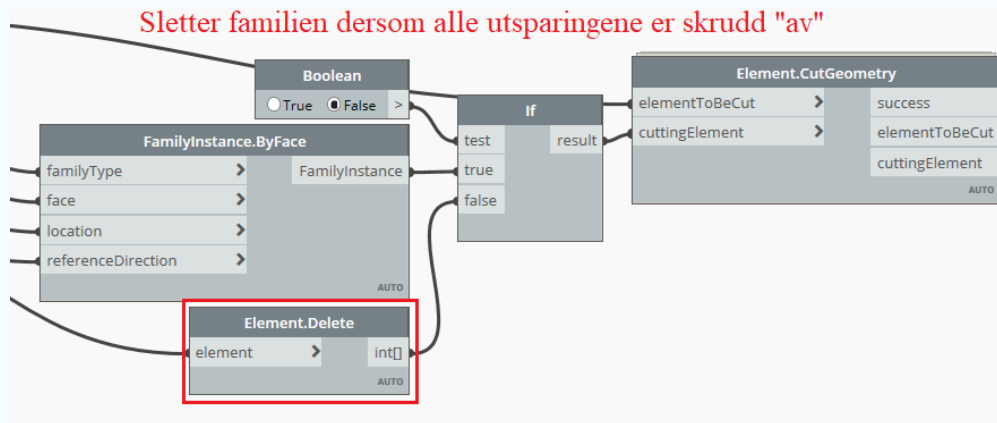 Sletter familien dersom alle utsparingene er skrudd "av"
Boolean
True False >
FamilyInstance.ByFace
familyType > FamilyInstance
face >
location >
referenceDirection >
AUTO
Element.Delete
element > int[]
AUTO
If
test result
true
false
Element.CutGeometry
elementToBeCut > success
cuttingElement > elementToBeCut
cuttingElement
AUTO